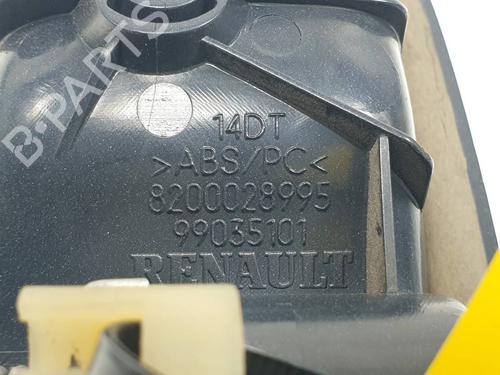 B-PARTS
14DT
>ABS/PC<
8200028995
99035101
RENAULT